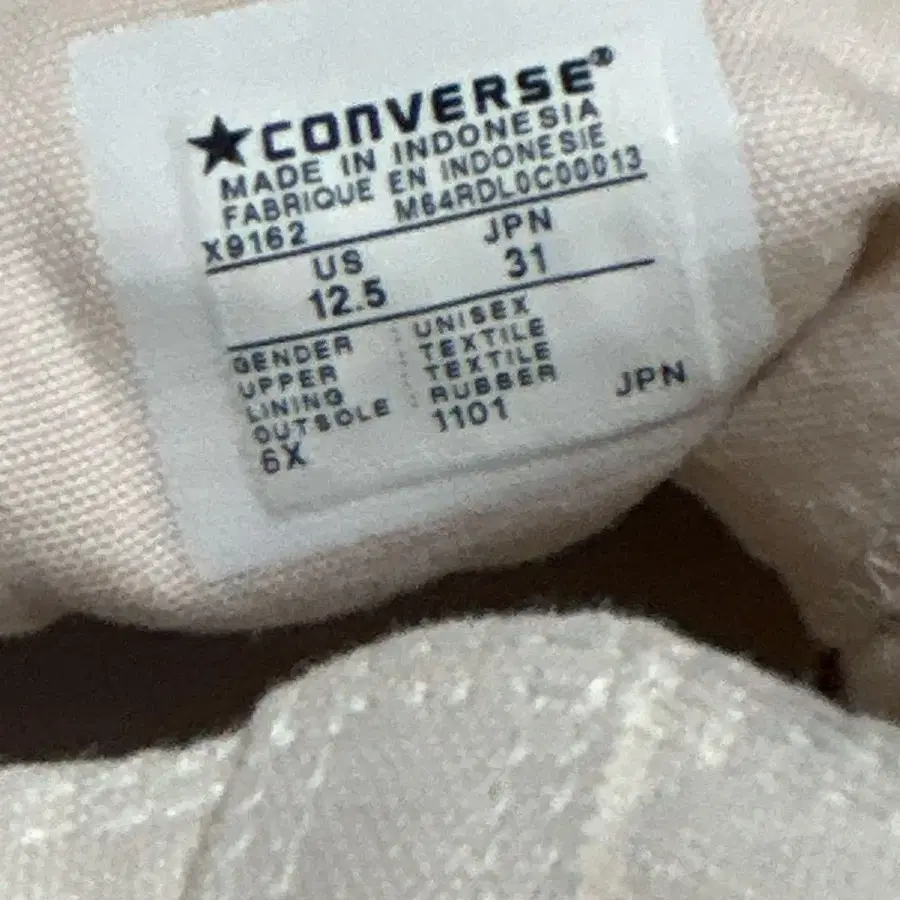 ★CONVERSE®
MADE IN INDONESIA
FABRIQUE EN INDONESIE
X9162 M64RDL0C00013
US JPN
12.5 31
GENDER : UNISEX
UPPER : TEXTILE
LINING : TEXTILE
OUTSOLE : RUBBER
6X 1101 JPN